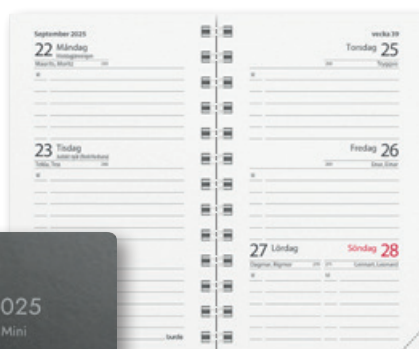 September 2025
22 Måndag
Mauritz, Moritz
23 Tisdag
Tekla, Tea
vecka 39
Torsdag 25
Tryggve
Fredag 26
Einar, Enar
27 Lördag
Dagmar, Rigmor
Söndag 28
Lennart, Leonard
burde
025
Mini